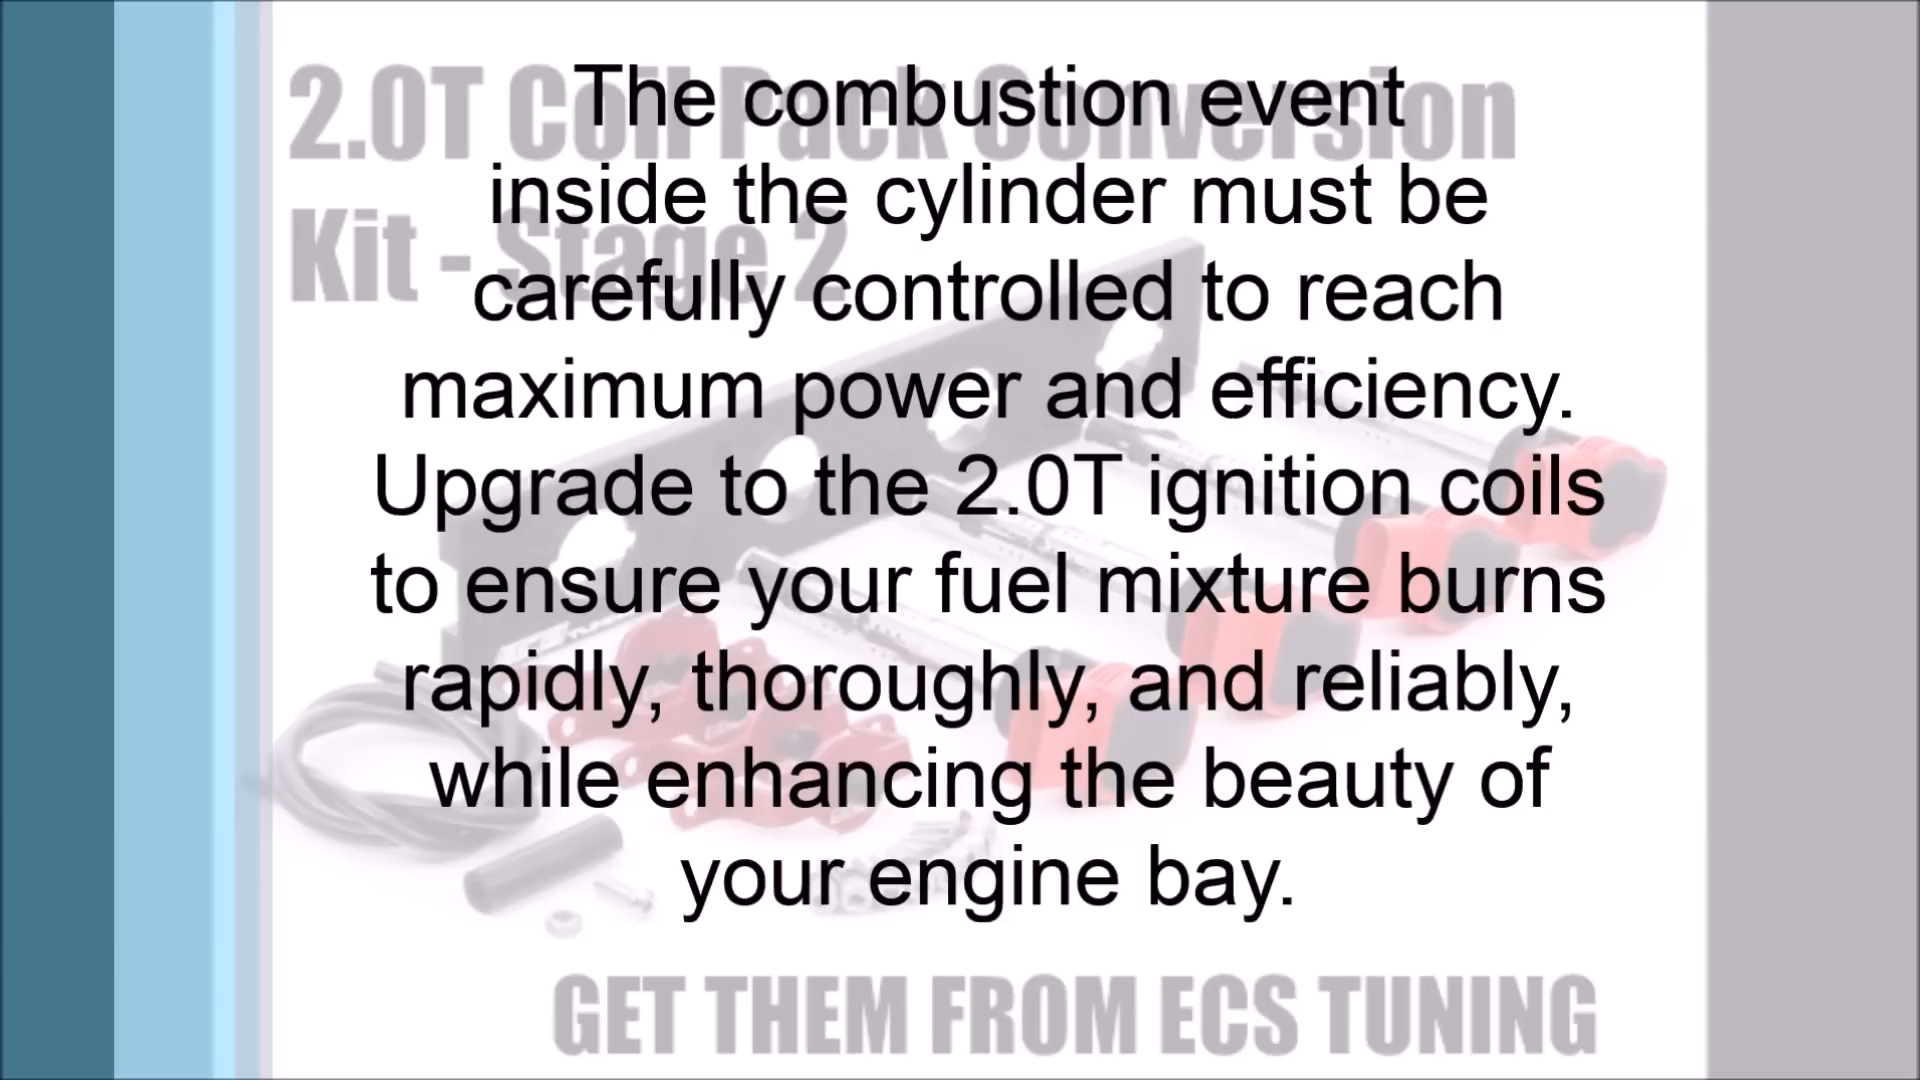 2.0T Coil Pack Conversion
Kit - Stage 2
The combustion event
inside the cylinder must be
carefully controlled to reach
maximum power and efficiency.
Upgrade to the 2.0T ignition coils
to ensure your fuel mixture burns
rapidly, thoroughly, and reliably,
while enhancing the beauty of
your engine bay.
GET THEM FROM ECS TUNING